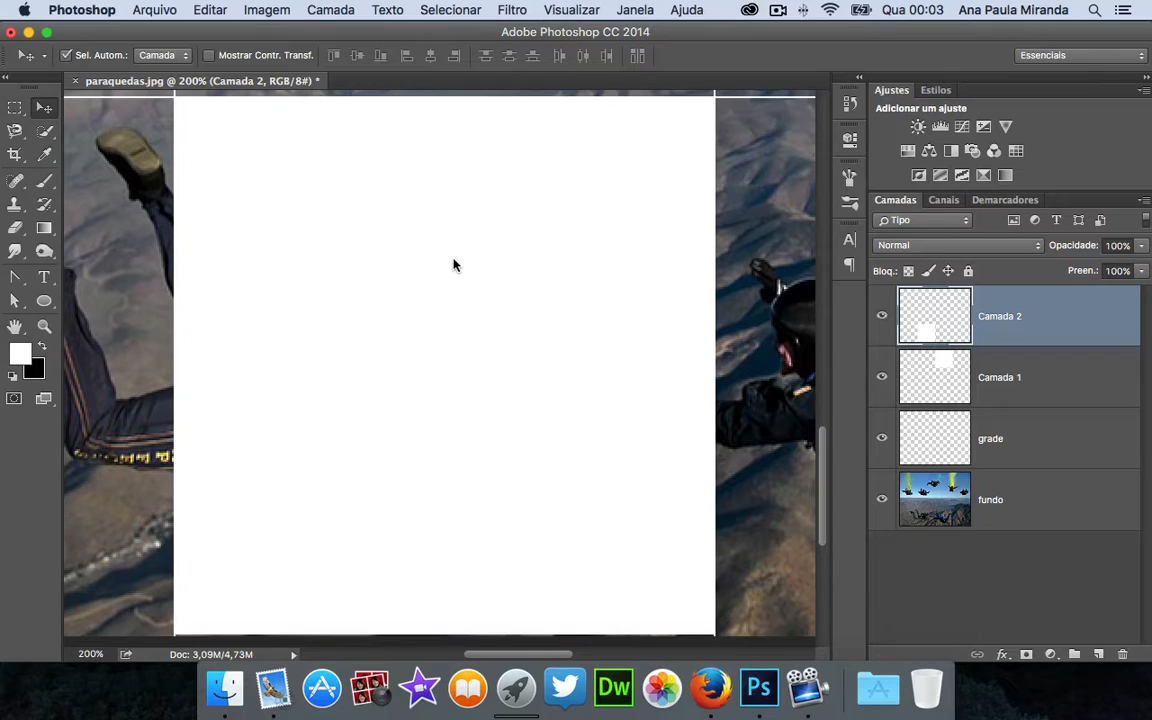 Photoshop Arquivo Editar Imagem Camada Texto Selecionar Filtro Visualizar Janela Ajuda Qua 00:03 Ana Paula Miranda
Adobe Photoshop CC 2014
Sel. Autom.: Camada Mostrar Contr. Transf. Essenciais
paraquedas.jpg @ 200% (Camada 2, RGB/8#) *
Ajustes Estilos
Adicionar um ajuste
Camadas Canais Demarcadores
Tipo
Normal Opacidade: 100%
Bloq.: Preen.: 100%
Camada 2
Camada 1
grade
fundo
200% Doc: 3,09M/4,73M
fx
Dw
Ps